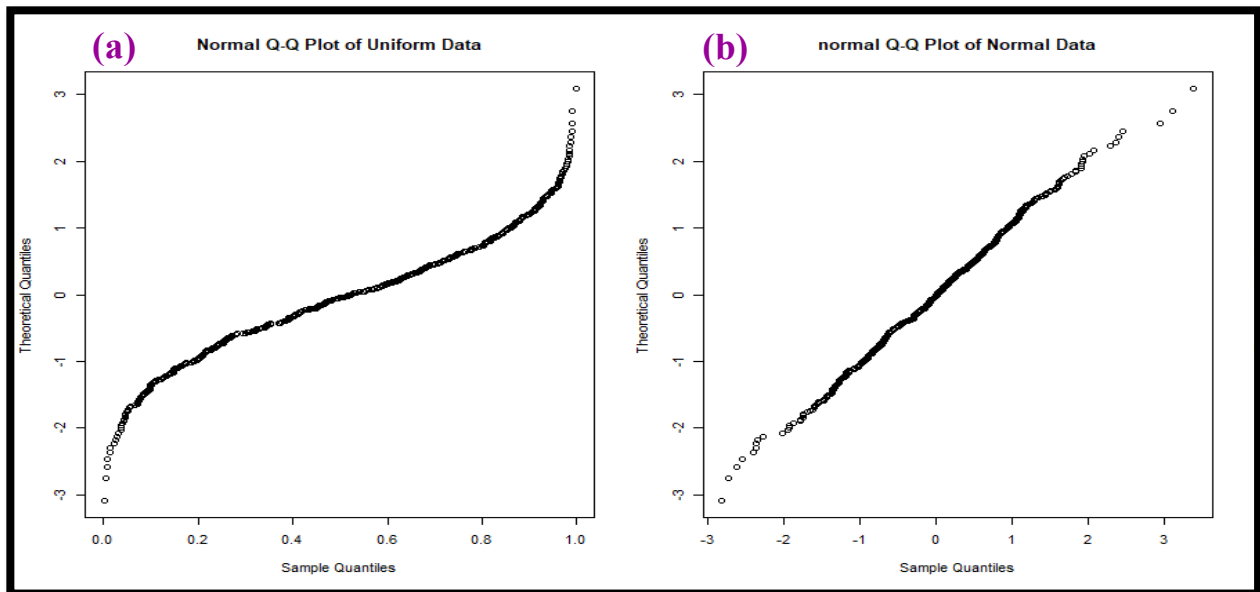 (a)
Normal Q-Q Plot of Uniform Data
3
2
1
0
-1
-2
-3
Theoretical Quantiles
0.0 0.2 0.4 0.6 0.8 1.0
Sample Quantiles
(b)
normal Q-Q Plot of Normal Data
3
2
1
0
-1
-2
-3
Theoretical Quantiles
-3 -2 -1 0 1 2 3
Sample Quantiles